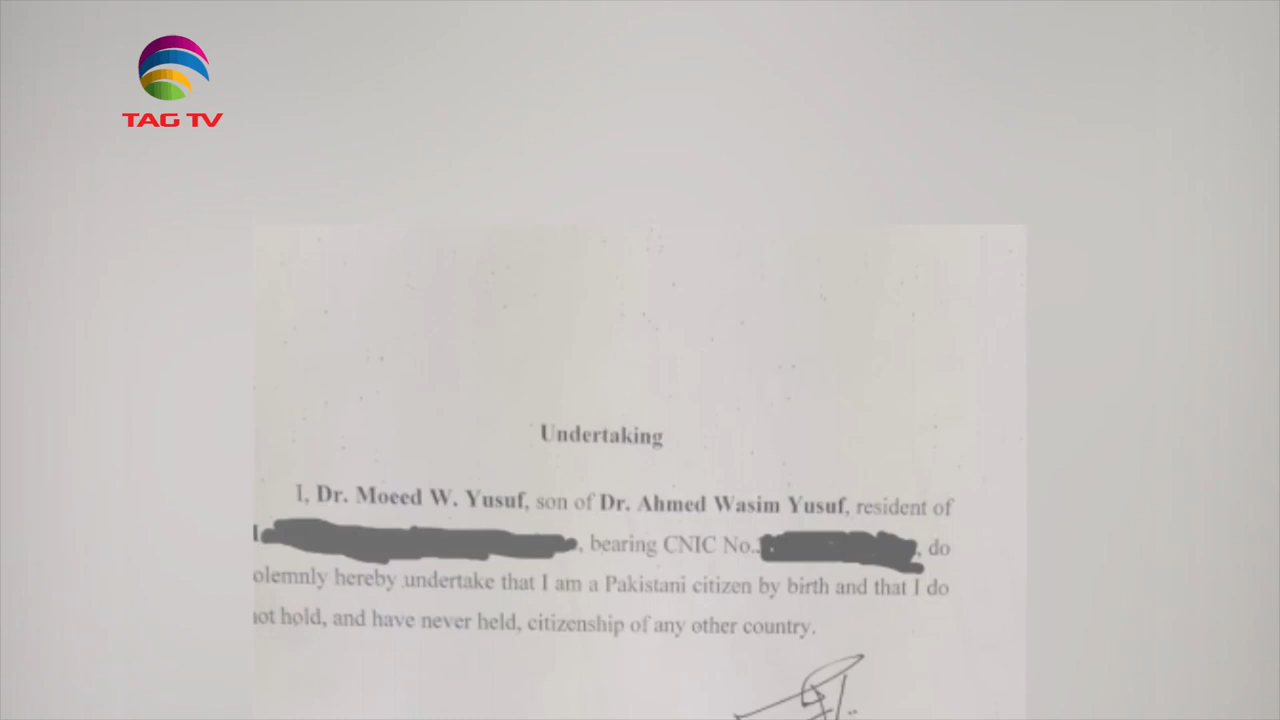 TAG TV
Undertaking
I, Dr. Moeed W. Yusuf, son of Dr. Ahmed Wasim Yusuf, resident of
, bearing CNIC No. , do
olemnly hereby undertake that I am a Pakistani citizen by birth and that I do
ot hold, and have never held, citizenship of any other country.